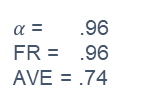 α = .96
FR = .96
AVE = .74